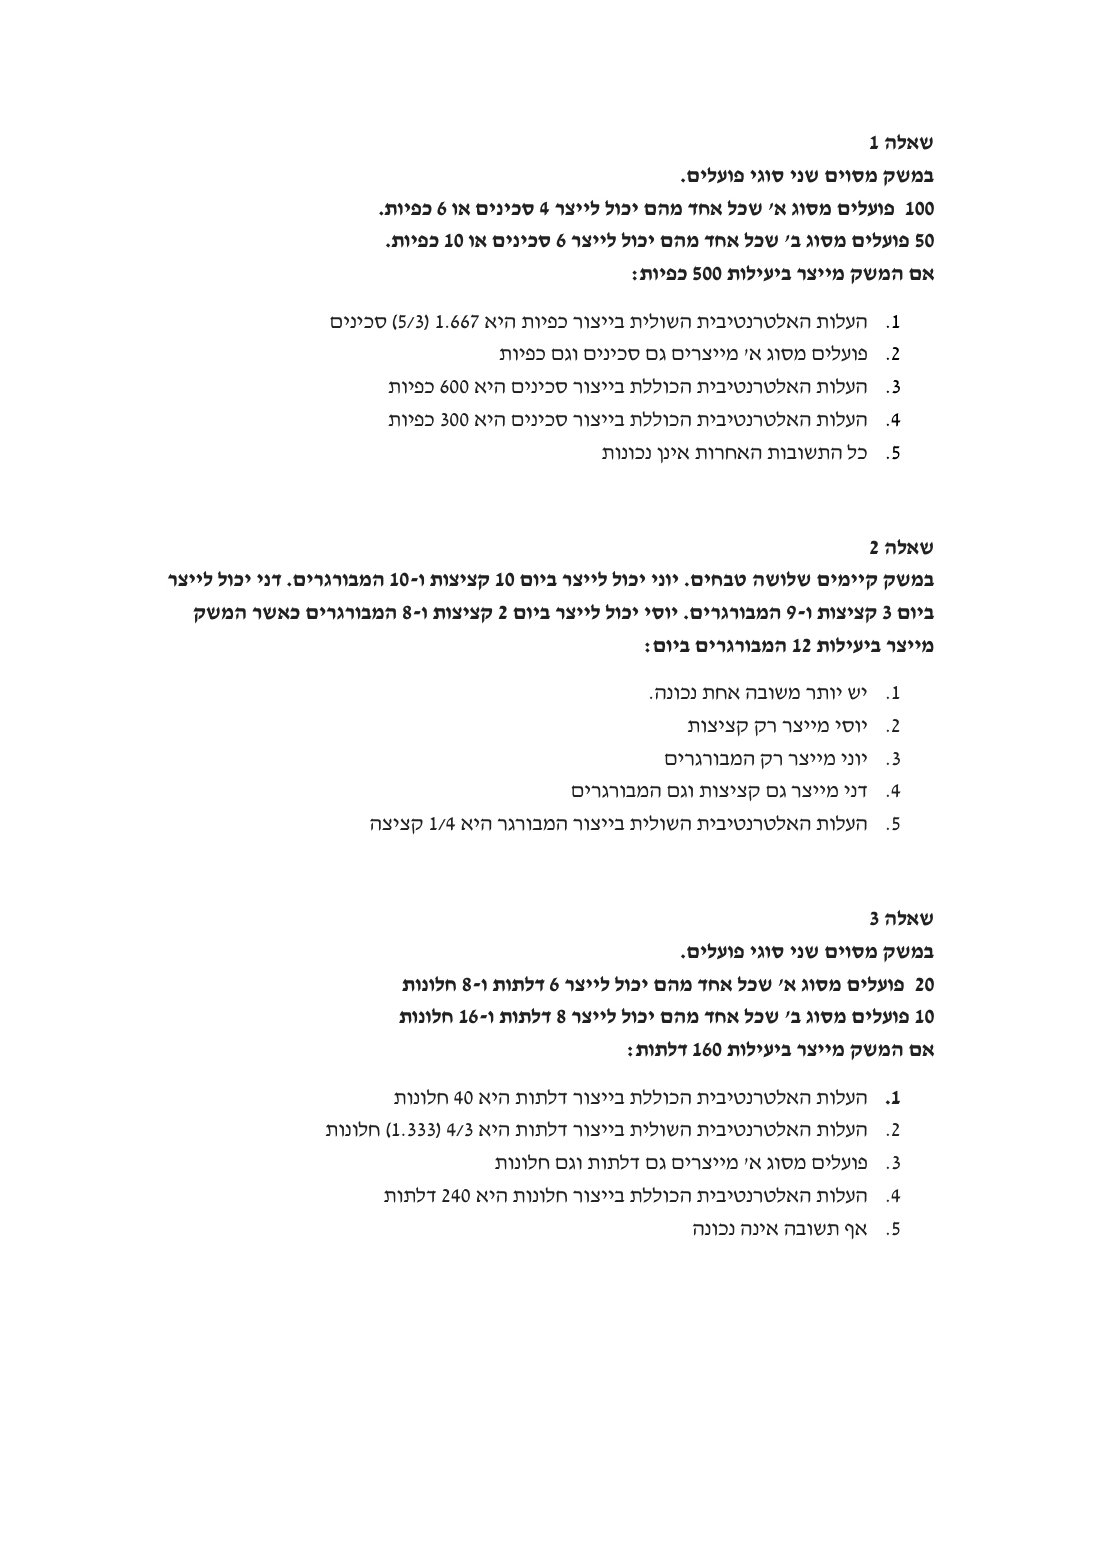 שאלה 1
במשק מסוים שני סוגי פועלים.
100 פועלים מסוג א׳ שכל אחד מהם יכול לייצר 4 סכינים או 6 כפיות.
50 פועלים מסוג ב׳ שכל אחד מהם יכול לייצר 6 סכינים או 10 כפיות.
אם המשק מייצר ביעילות 500 כפיות:
1. העלות האלטרנטיבית השולית בייצור כפיות היא 1.667 (5/3) סכינים
2. פועלים מסוג א׳ מייצרים גם סכינים וגם כפיות
3. העלות האלטרנטיבית הכוללת בייצור סכינים היא 600 כפיות
4. העלות האלטרנטיבית הכוללת בייצור סכינים היא 300 כפיות
5. כל התשובות האחרות אינן נכונות
שאלה 2
במשק קיימים שלושה טבחים. יוני יכול לייצר ביום 10 קציצות ו-10 המבורגרים. דני יכול לייצר
ביום 3 קציצות ו-9 המבורגרים. יוסי יכול לייצר ביום 2 קציצות ו-8 המבורגרים כאשר המשק
מייצר ביעילות 12 המבורגרים ביום:
1. יש יותר משובה אחת נכונה.
2. יוסי מייצר רק קציצות
3. יוני מייצר רק המבורגרים
4. דני מייצר גם קציצות וגם המבורגרים
5. העלות האלטרנטיבית השולית בייצור המבורגר היא 1/4 קציצה
שאלה 3
במשק מסוים שני סוגי פועלים.
20 פועלים מסוג א׳ שכל אחד מהם יכול לייצר 6 דלתות ו-8 חלונות
10 פועלים מסוג ב׳ שכל אחד מהם יכול לייצר 8 דלתות ו-16 חלונות
אם המשק מייצר ביעילות 160 דלתות:
1. העלות האלטרנטיבית הכוללת בייצור דלתות היא 40 חלונות
2. העלות האלטרנטיבית השולית בייצור דלתות היא 4/3 (1.333) חלונות
3. פועלים מסוג א׳ מייצרים גם דלתות וגם חלונות
4. העלות האלטרנטיבית הכוללת בייצור חלונות היא 240 דלתות
5. אף תשובה אינה נכונה